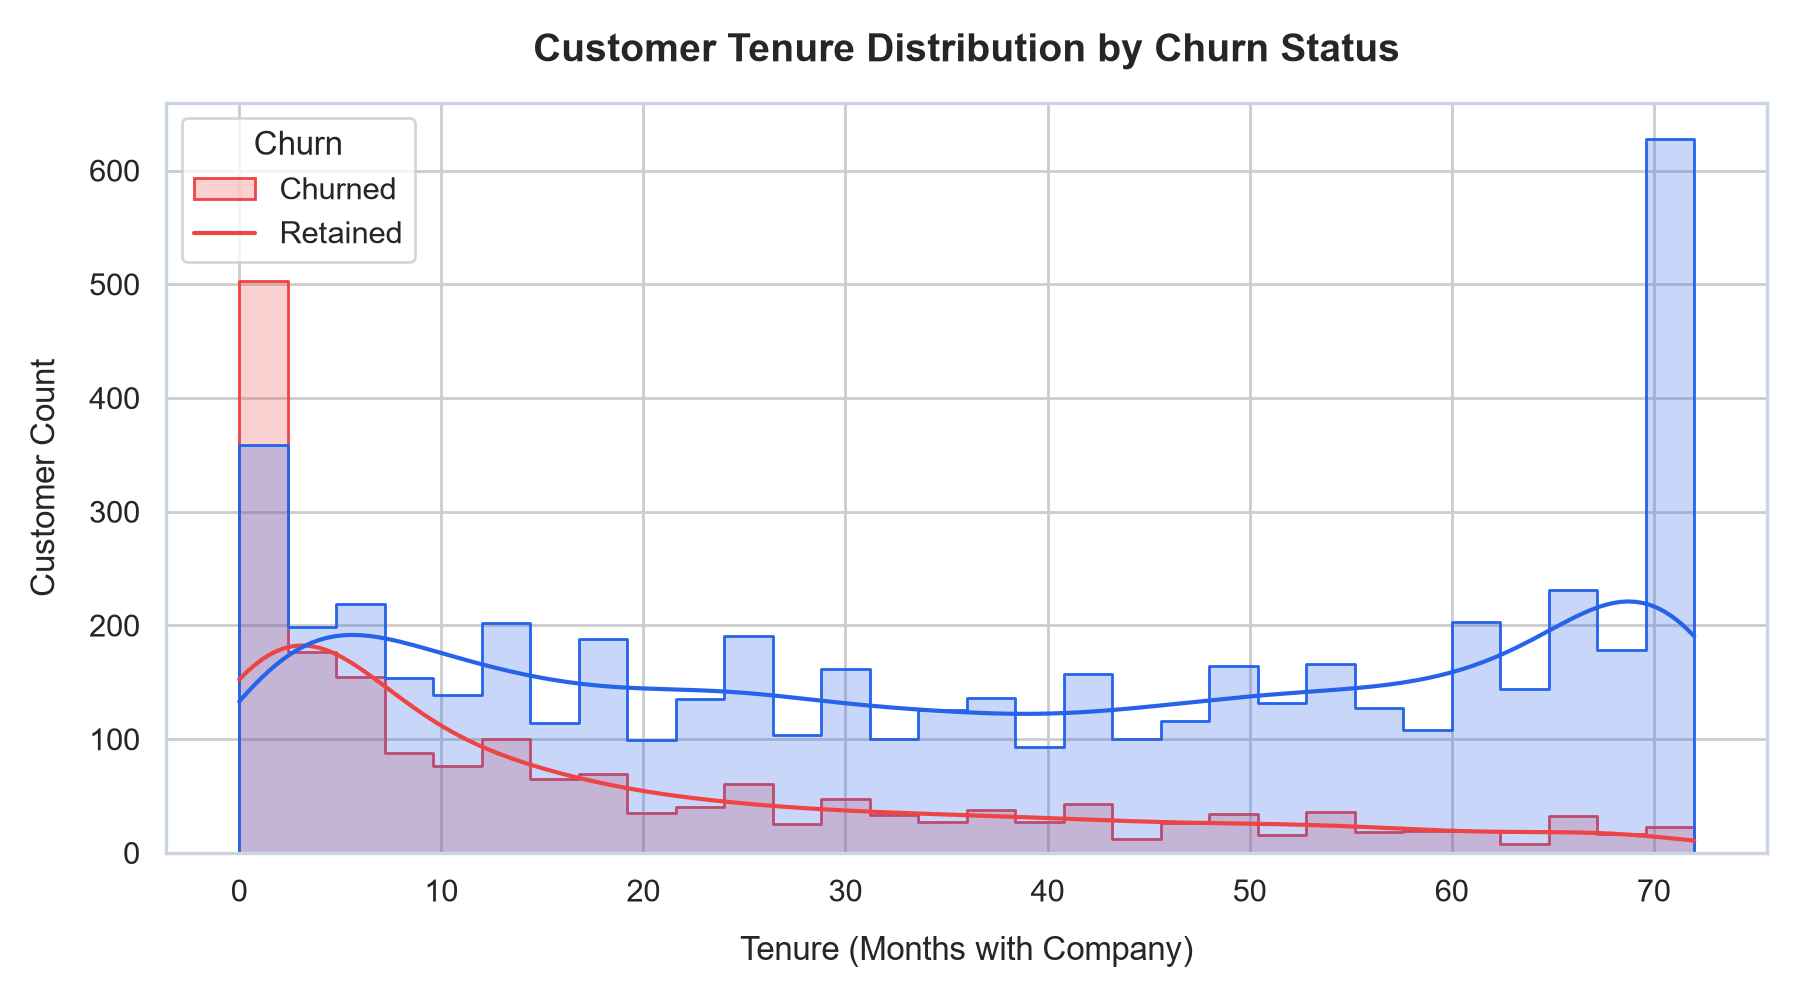 Customer Tenure Distribution by Churn Status
Churn
Churned
Retained
600
500
400
300
200
100
0
Customer Count
0 10 20 30 40 50 60 70
Tenure (Months with Company)